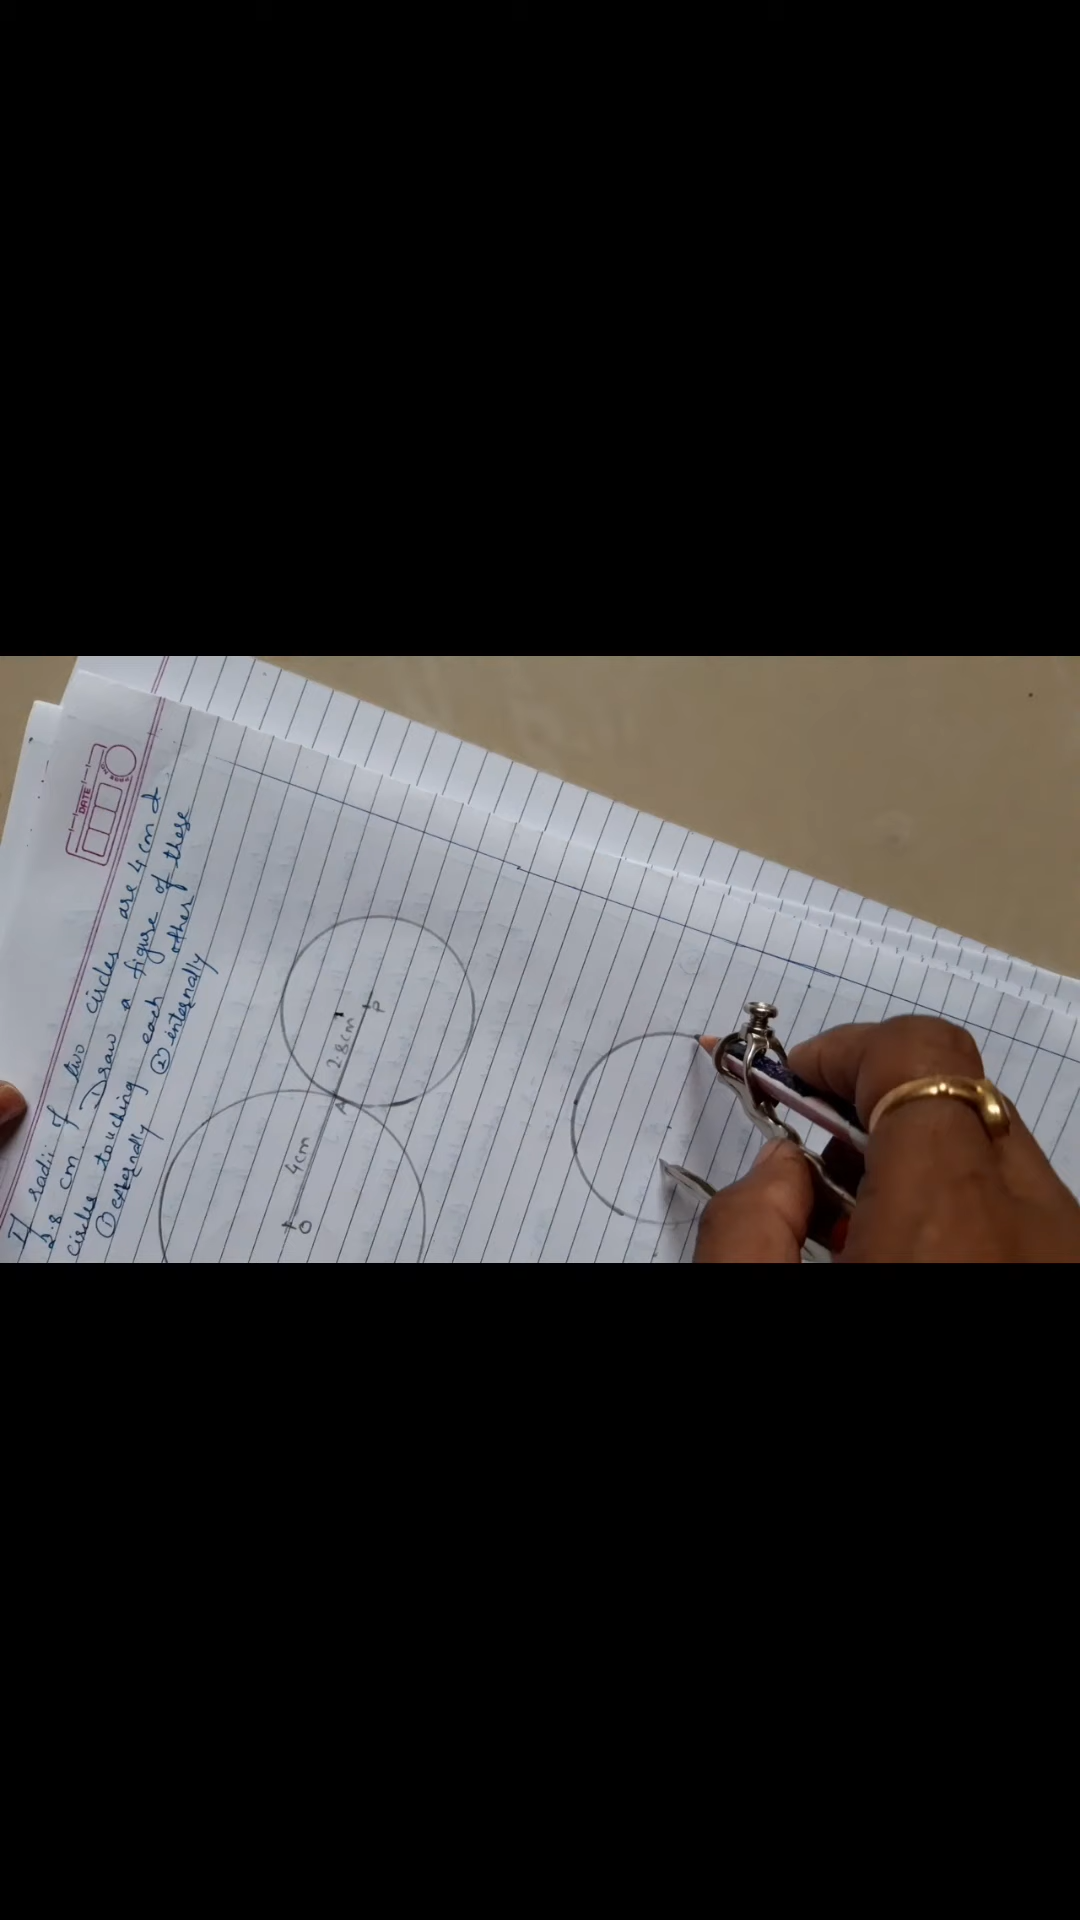 If radii of two circles are 4 cm &
2.8 cm Draw a figure of these
circles touching each other
① externally ② internally
DATE
4cm
2.8cm
O
A
P